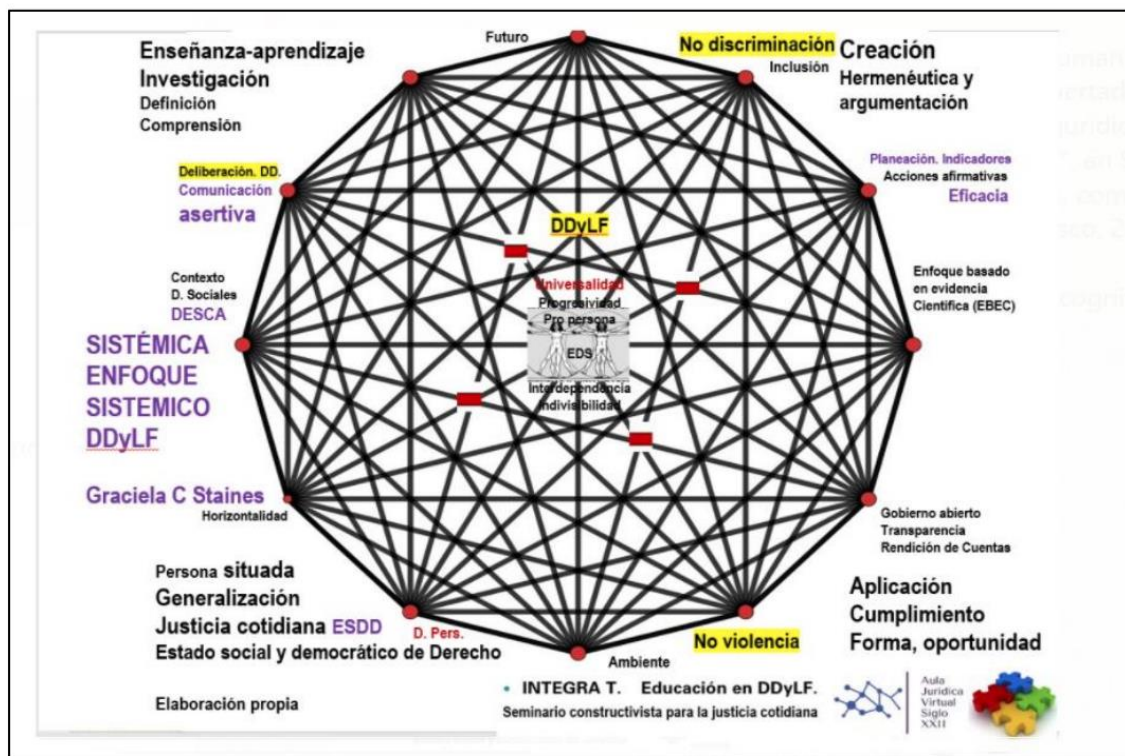 Enseñanza-aprendizaje
Investigación
Definición
Comprensión
Futuro
No discriminación
Inclusión
Creación
Hermenéutica y
argumentación
Deliberación. DD.
Comunicación
asertiva
Planeación. Indicadores
Acciones afirmativas
Eficacia
DDyLF
Universalidad
Progresividad
Pro persona
EDS
Interdependencia
Indivisibilidad
Contexto
D. Sociales
DESCA
Enfoque basado
en evidencia
Científica (EBEC)
SISTÉMICA
ENFOQUE
SISTEMICO
DDyLF
Graciela C Staines
Horizontalidad
Gobierno abierto
Transparencia
Rendición de Cuentas
Persona situada
Generalización
Justicia cotidiana ESDD
D. Pers.
Estado social y democrático de Derecho
Ambiente
No violencia
Aplicación
Cumplimiento
Forma, oportunidad
Elaboración propia
• INTEGRA T. Educación en DDyLF.
Seminario constructivista para la justicia cotidiana
Aula
Jurídica
Virtual
Siglo
XXII